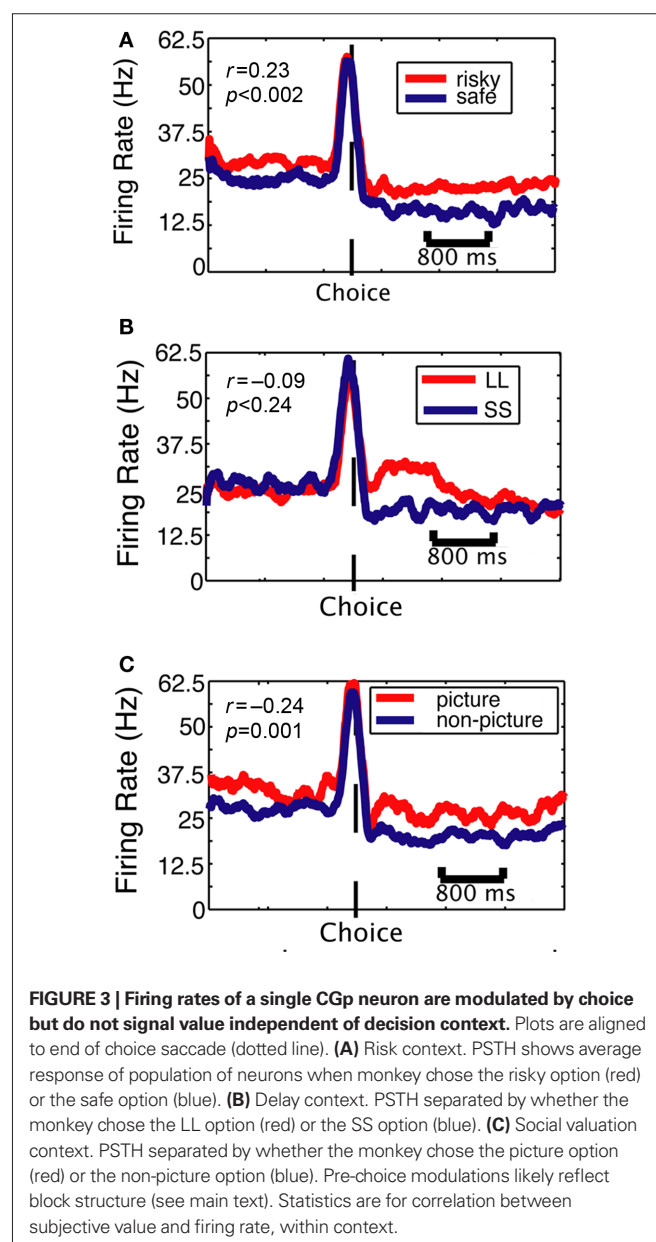 A
62.5
50
37.5
25
12.5
0
Firing Rate (Hz)
r=0.23
p<0.002
risky
safe
800 ms
Choice
B
62.5
50
37.5
25
12.5
0
Firing Rate (Hz)
r=−0.09
p<0.24
LL
SS
800 ms
Choice
C
62.5
50
37.5
25
12.5
0
Firing Rate (Hz)
r=−0.24
p=0.001
picture
non-picture
800 ms
Choice
FIGURE 3 | Firing rates of a single CGp neuron are modulated by choice
but do not signal value independent of decision context. Plots are aligned
to end of choice saccade (dotted line). (A) Risk context. PSTH shows average
response of population of neurons when monkey chose the risky option (red)
or the safe option (blue). (B) Delay context. PSTH separated by whether the
monkey chose the LL option (red) or the SS option (blue). (C) Social valuation
context. PSTH separated by whether the monkey chose the picture option
(red) or the non-picture option (blue). Pre-choice modulations likely reflect
block structure (see main text). Statistics are for correlation between
subjective value and firing rate, within context.